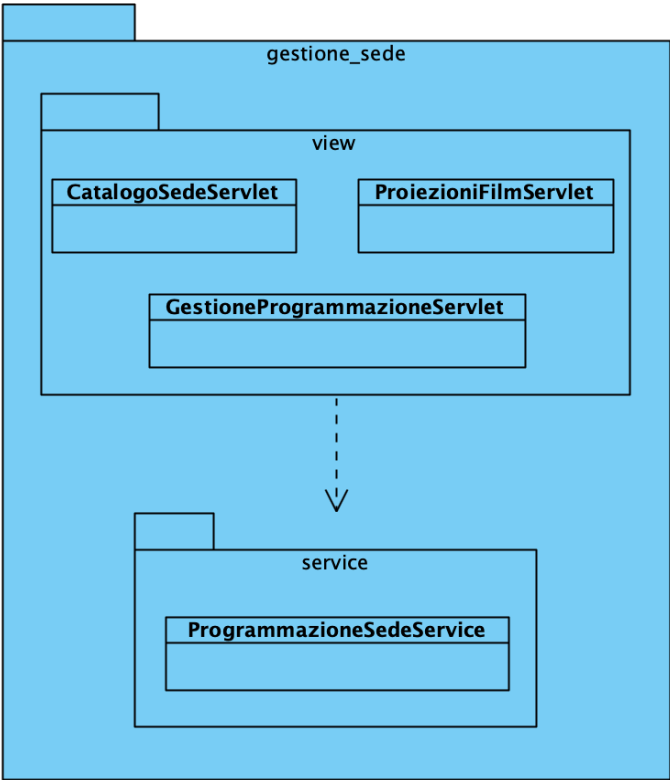 gestione_sede
view
CatalogoSedeServlet
ProiezioniFilmServlet
GestioneProgrammazioneServlet
service
ProgrammazioneSedeService